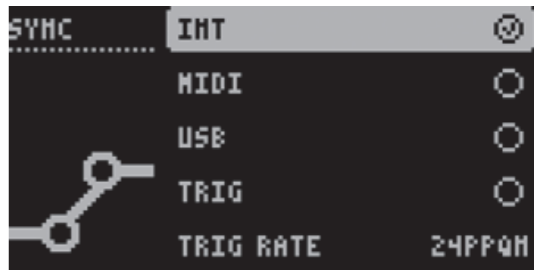 SYNC
INT
MIDI
USB
TRIG
TRIG RATE 24PPQN